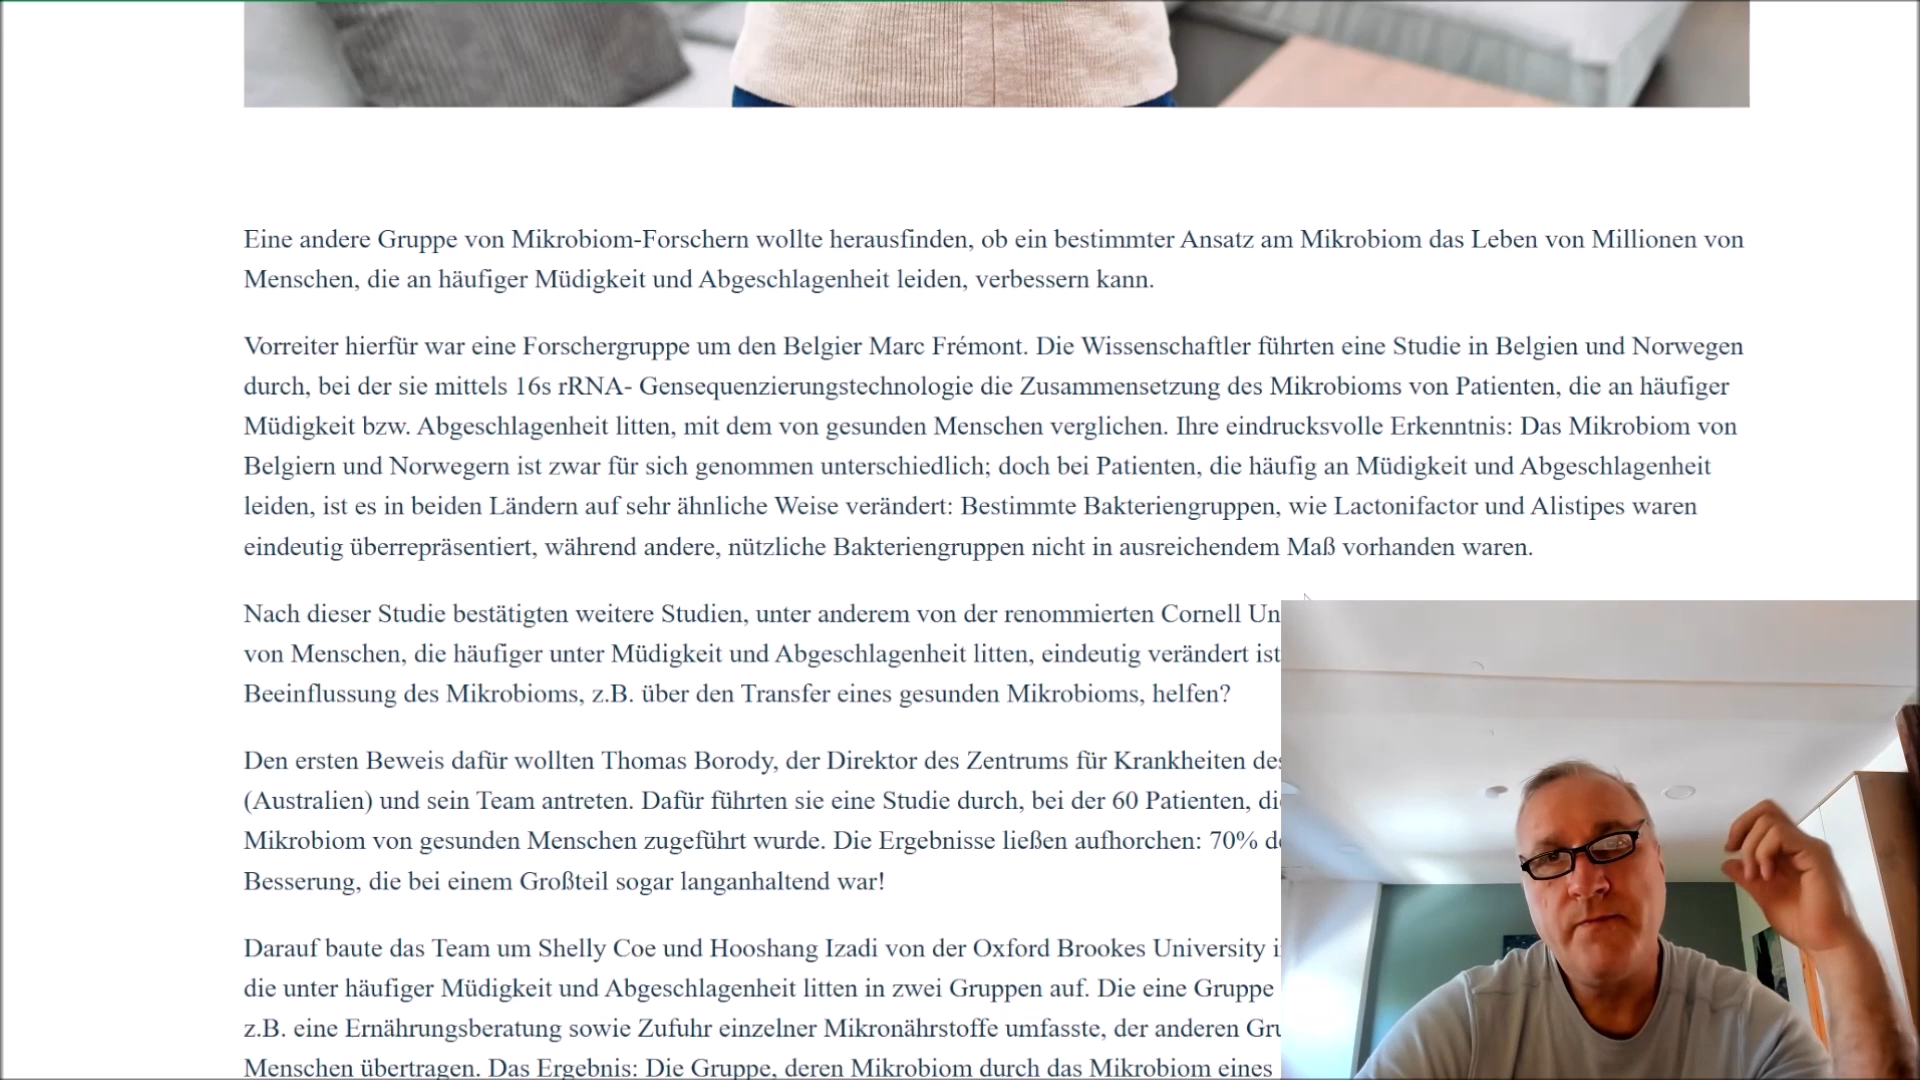 Eine andere Gruppe von Mikrobiom-Forschern wollte herausfinden, ob ein bestimmter Ansatz am Mikrobiom das Leben von Millionen von
Menschen, die an häufiger Müdigkeit und Abgeschlagenheit leiden, verbessern kann.
Vorreiter hierfür war eine Forschergruppe um den Belgier Marc Frémont. Die Wissenschaftler führten eine Studie in Belgien und Norwegen
durch, bei der sie mittels 16s rRNA- Gensequenzierungstechnologie die Zusammensetzung des Mikrobioms von Patienten, die an häufiger
Müdigkeit bzw. Abgeschlagenheit litten, mit dem von gesunden Menschen verglichen. Ihre eindrucksvolle Erkenntnis: Das Mikrobiom von
Belgiern und Norwegern ist zwar für sich genommen unterschiedlich; doch bei Patienten, die häufig an Müdigkeit und Abgeschlagenheit
leiden, ist es in beiden Ländern auf sehr ähnliche Weise verändert: Bestimmte Bakteriengruppen, wie Lactonifactor und Alistipes waren
eindeutig überrepräsentiert, während andere, nützliche Bakteriengruppen nicht in ausreichendem Maß vorhanden waren.
Nach dieser Studie bestätigten weitere Studien, unter anderem von der renommierten Cornell Un
von Menschen, die häufiger unter Müdigkeit und Abgeschlagenheit litten, eindeutig verändert ist
Beeinflussung des Mikrobioms, z.B. über den Transfer eines gesunden Mikrobioms, helfen?
Den ersten Beweis dafür wollten Thomas Borody, der Direktor des Zentrums für Krankheiten des
(Australien) und sein Team antreten. Dafür führten sie eine Studie durch, bei der 60 Patienten, di
Mikrobiom von gesunden Menschen zugeführt wurde. Die Ergebnisse ließen aufhorchen: 70% d
Besserung, die bei einem Großteil sogar langanhaltend war!
Darauf baute das Team um Shelly Coe und Hooshang Izadi von der Oxford Brookes University i
die unter häufiger Müdigkeit und Abgeschlagenheit litten in zwei Gruppen auf. Die eine Gruppe
z.B. eine Ernährungsberatung sowie Zufuhr einzelner Mikronährstoffe umfasste, der anderen Gru
Menschen übertragen. Das Ergebnis: Die Gruppe, deren Mikrobiom durch das Mikrobiom eines